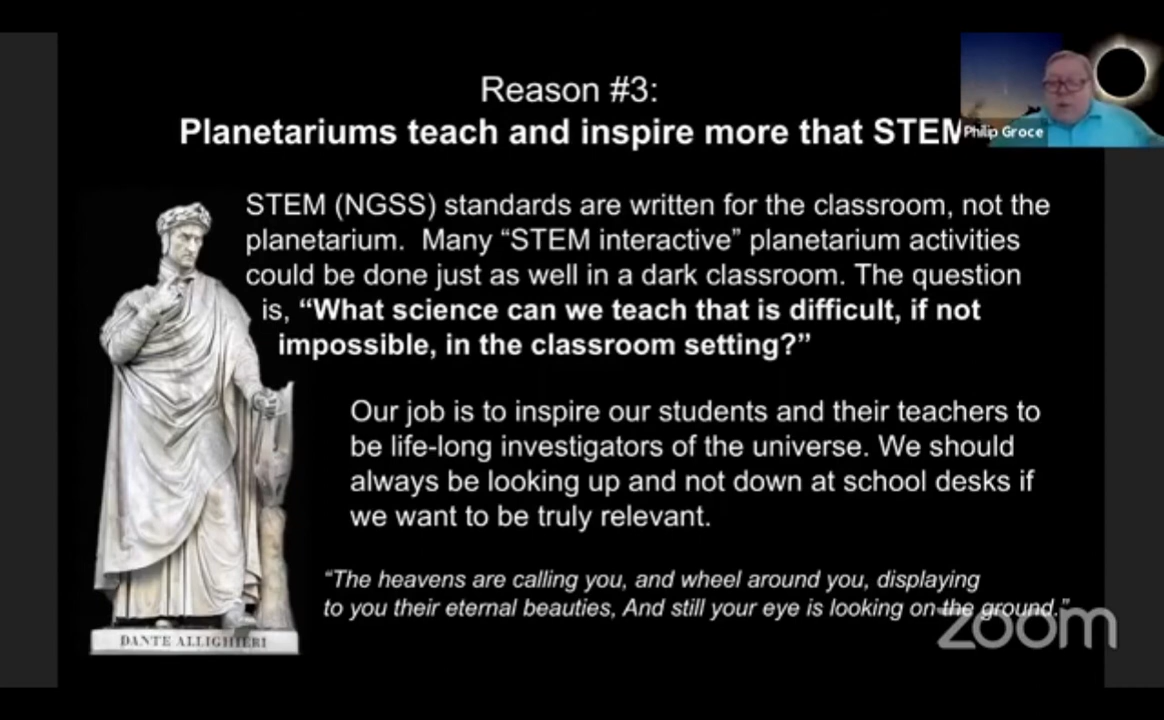 Reason #3:
Planetariums teach and inspire more that STEM
Philip Groce
STEM (NGSS) standards are written for the classroom, not the
planetarium. Many “STEM interactive” planetarium activities
could be done just as well in a dark classroom. The question
is, “What science can we teach that is difficult, if not
impossible, in the classroom setting?”
Our job is to inspire our students and their teachers to
be life-long investigators of the universe. We should
always be looking up and not down at school desks if
we want to be truly relevant.
“The heavens are calling you, and wheel around you, displaying
to you their eternal beauties, And still your eye is looking on the ground.”
zoom
DANTE ALLIGHIERI